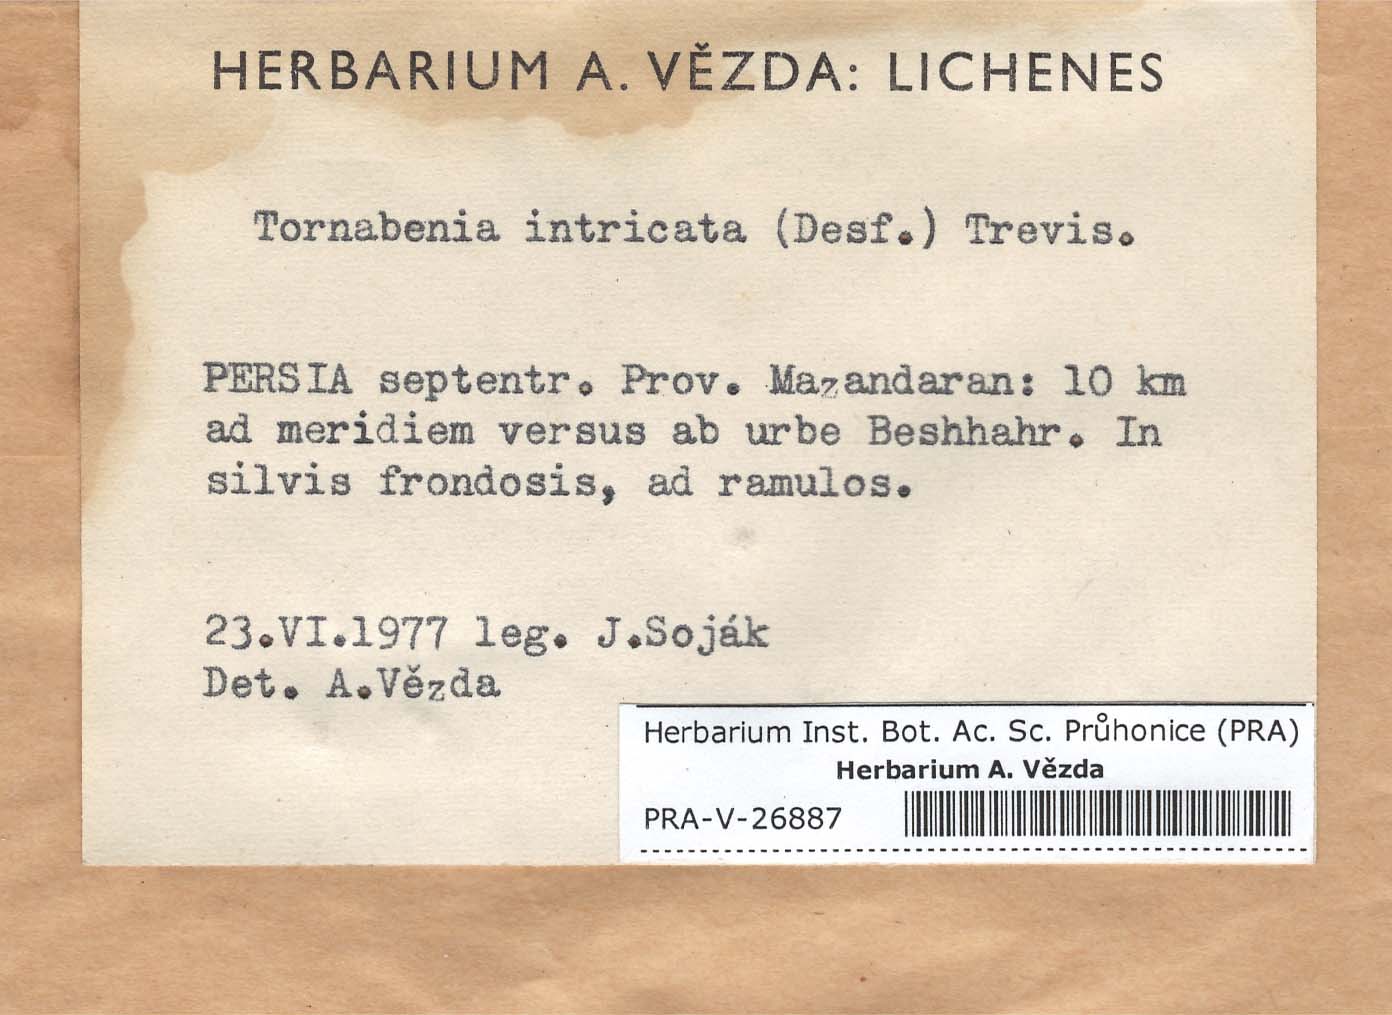 HERBARIUM A. VĚZDA: LICHENES
Tornabenia intricata (Desf.) Trevis.
PERSIA septentr. Prov. Mazandaran: 10 km
ad meridiem versus ab urbe Beshhahr. In
silvis frondosis, ad ramulos.
23.VI.1977 leg. J.Soják
Det. A.Vězda
Herbarium Inst. Bot. Ac. Sc. Průhonice (PRA)
Herbarium A. Vězda
PRA-V-26887